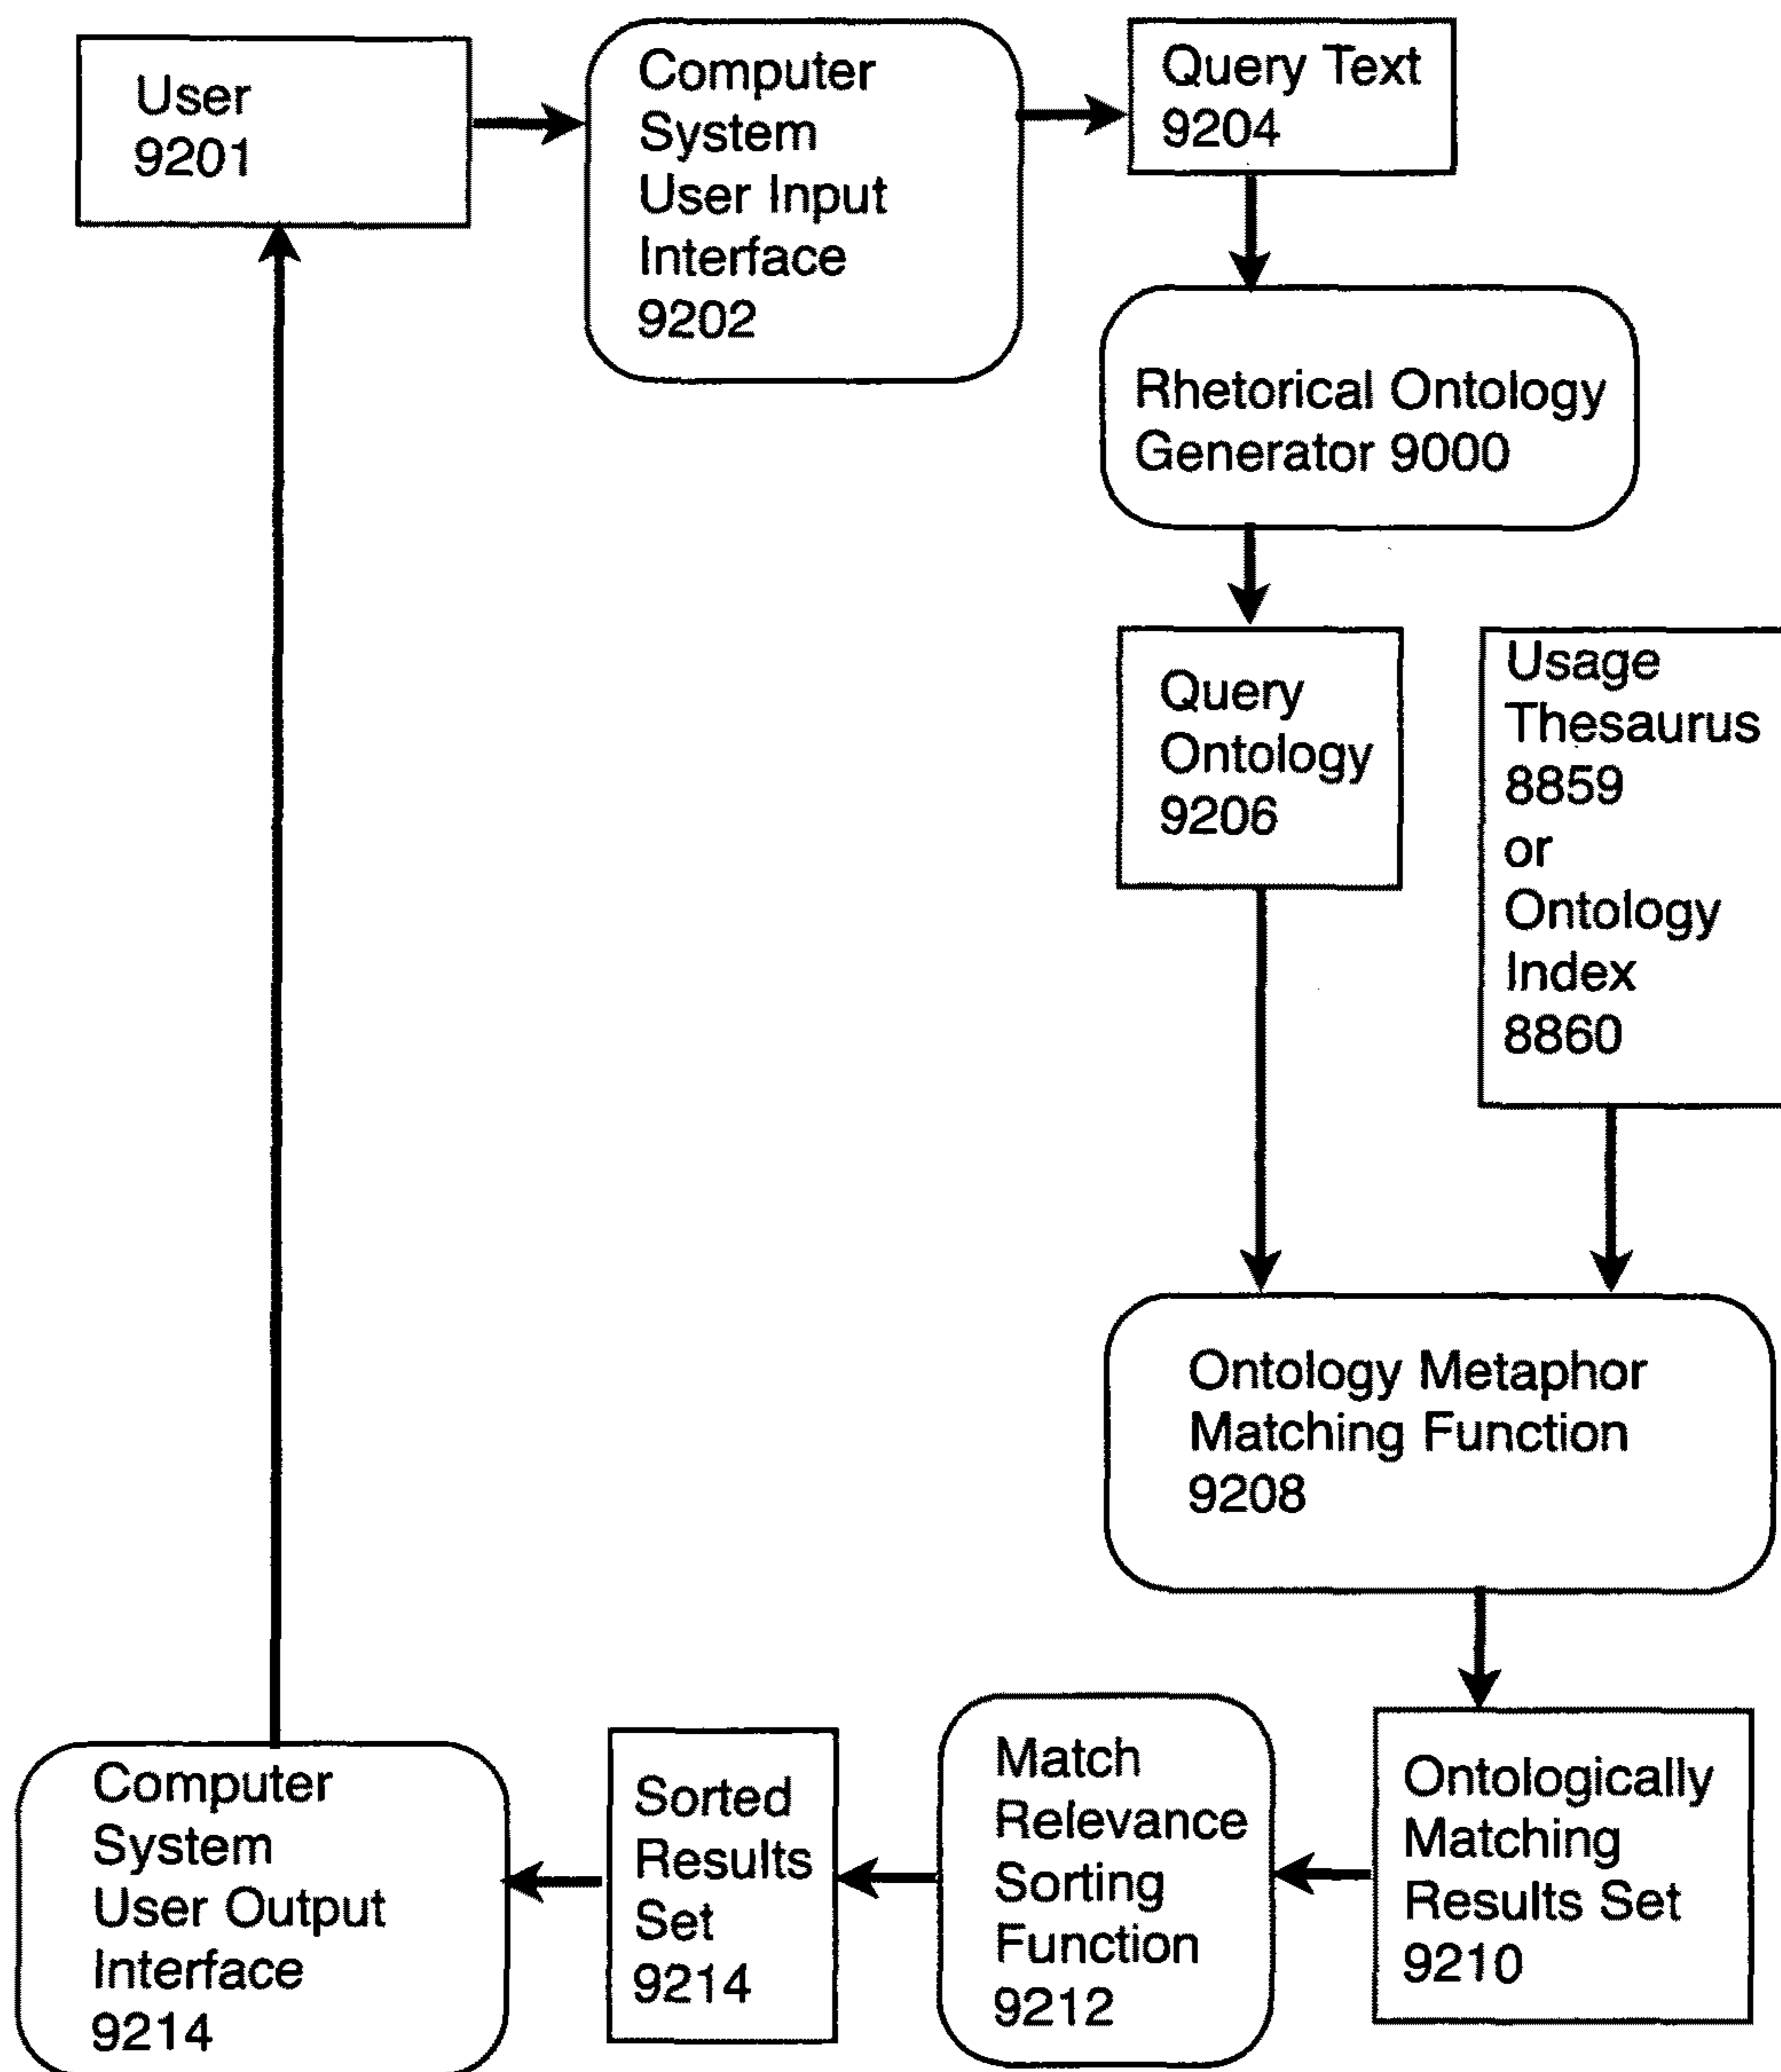 User
9201
Computer
System
User Input
Interface
9202
Query Text
9204
Rhetorical Ontology
Generator 9000
Query
Ontology
9206
Usage
Thesaurus
8859
or
Ontology
Index
8860
Ontology Metaphor
Matching Function
9208
Ontologically
Matching
Results Set
9210
Match
Relevance
Sorting
Function
9212
Sorted
Results
Set
9214
Computer
System
User Output
Interface
9214